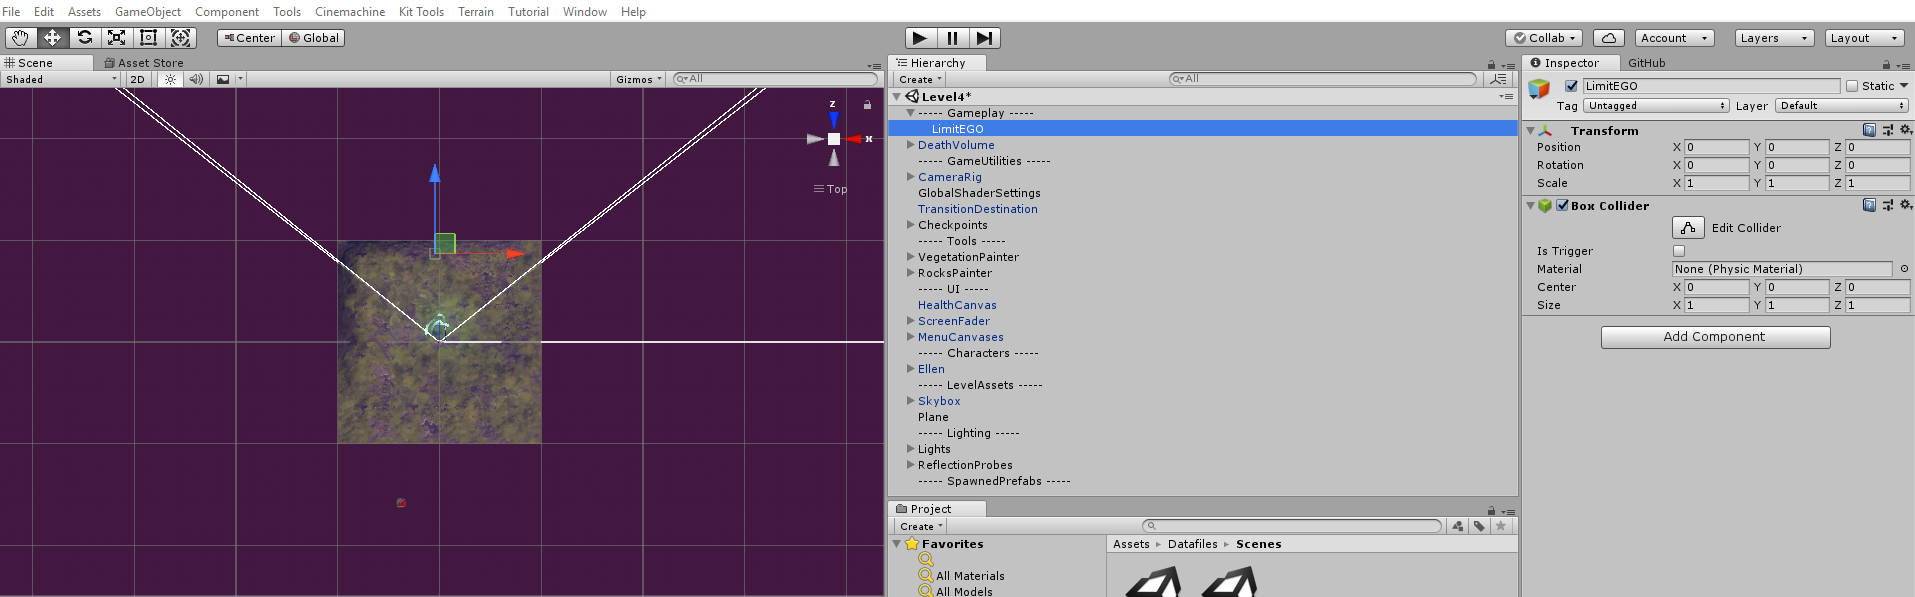 File Edit Assets GameObject Component Tools Cinemachine Kit Tools Terrain Tutorial Window Help
Center Global Collab Account Layers Layout
Scene Asset Store
Shaded 2D Gizmos All
z
x
Top
Hierarchy
Create All
Level4*
----- Gameplay -----
LimitEGO
DeathVolume
----- GameUtilities -----
CameraRig
GlobalShaderSettings
TransitionDestination
Checkpoints
----- Tools -----
VegetationPainter
RocksPainter
----- UI -----
HealthCanvas
ScreenFader
MenuCanvases
----- Characters -----
Ellen
----- LevelAssets -----
Skybox
Plane
----- Lighting -----
Lights
ReflectionProbes
----- SpawnedPrefabs -----
Project
Create
Favorites
All Materials
All Models
Assets Datafiles Scenes
Inspector GitHub
LimitEGO Static
Tag Untagged Layer Default
Transform
Position X 0 Y 0 Z 0
Rotation X 0 Y 0 Z 0
Scale X 1 Y 1 Z 1
Box Collider
Edit Collider
Is Trigger
Material None (Physic Material)
Center X 0 Y 0 Z 0
Size X 1 Y 1 Z 1
Add Component